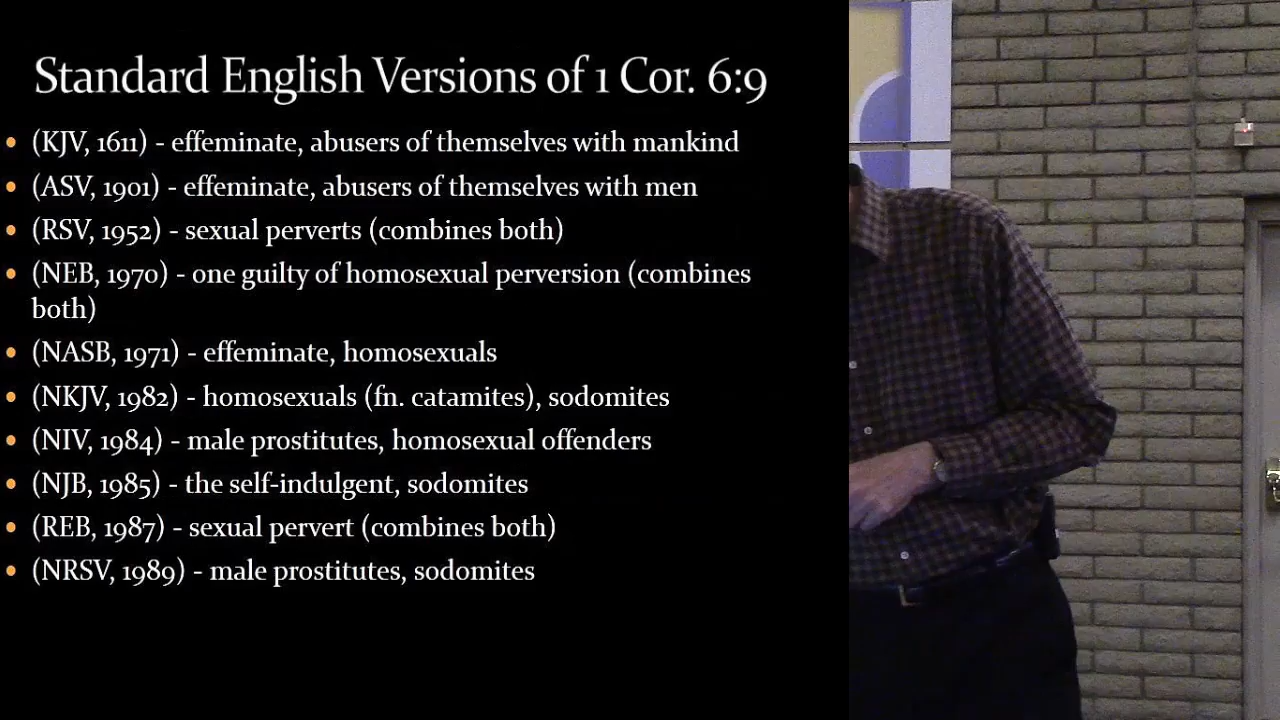 Standard English Versions of 1 Cor. 6:9
• (KJV, 1611) - effeminate, abusers of themselves with mankind
• (ASV, 1901) - effeminate, abusers of themselves with men
• (RSV, 1952) - sexual perverts (combines both)
• (NEB, 1970) - one guilty of homosexual perversion (combines
both)
• (NASB, 1971) - effeminate, homosexuals
• (NKJV, 1982) - homosexuals (fn. catamites), sodomites
• (NIV, 1984) - male prostitutes, homosexual offenders
• (NJB, 1985) - the self-indulgent, sodomites
• (REB, 1987) - sexual pervert (combines both)
• (NRSV, 1989) - male prostitutes, sodomites